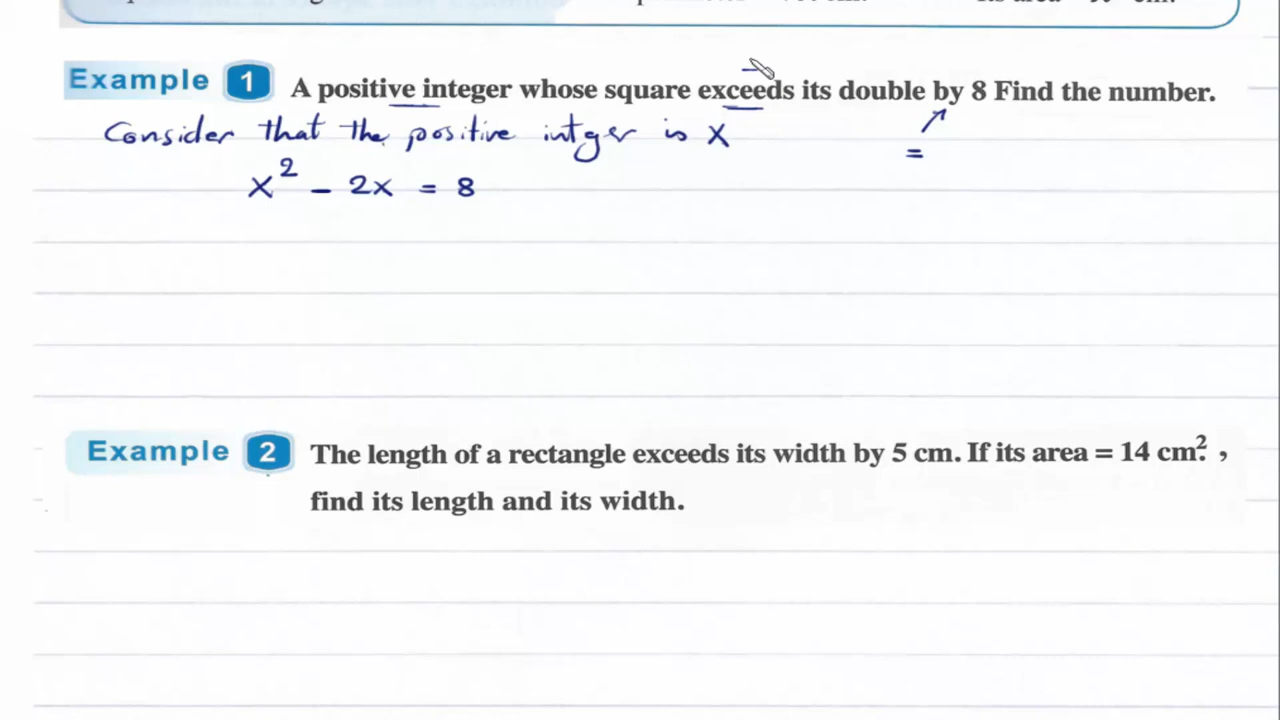 Example 1 A positive integer whose square exceeds its double by 8 Find the number.
Consider that the positive intger is x
=
x² - 2x = 8
Example 2 The length of a rectangle exceeds its width by 5 cm. If its area = 14 cm². ,
find its length and its width.